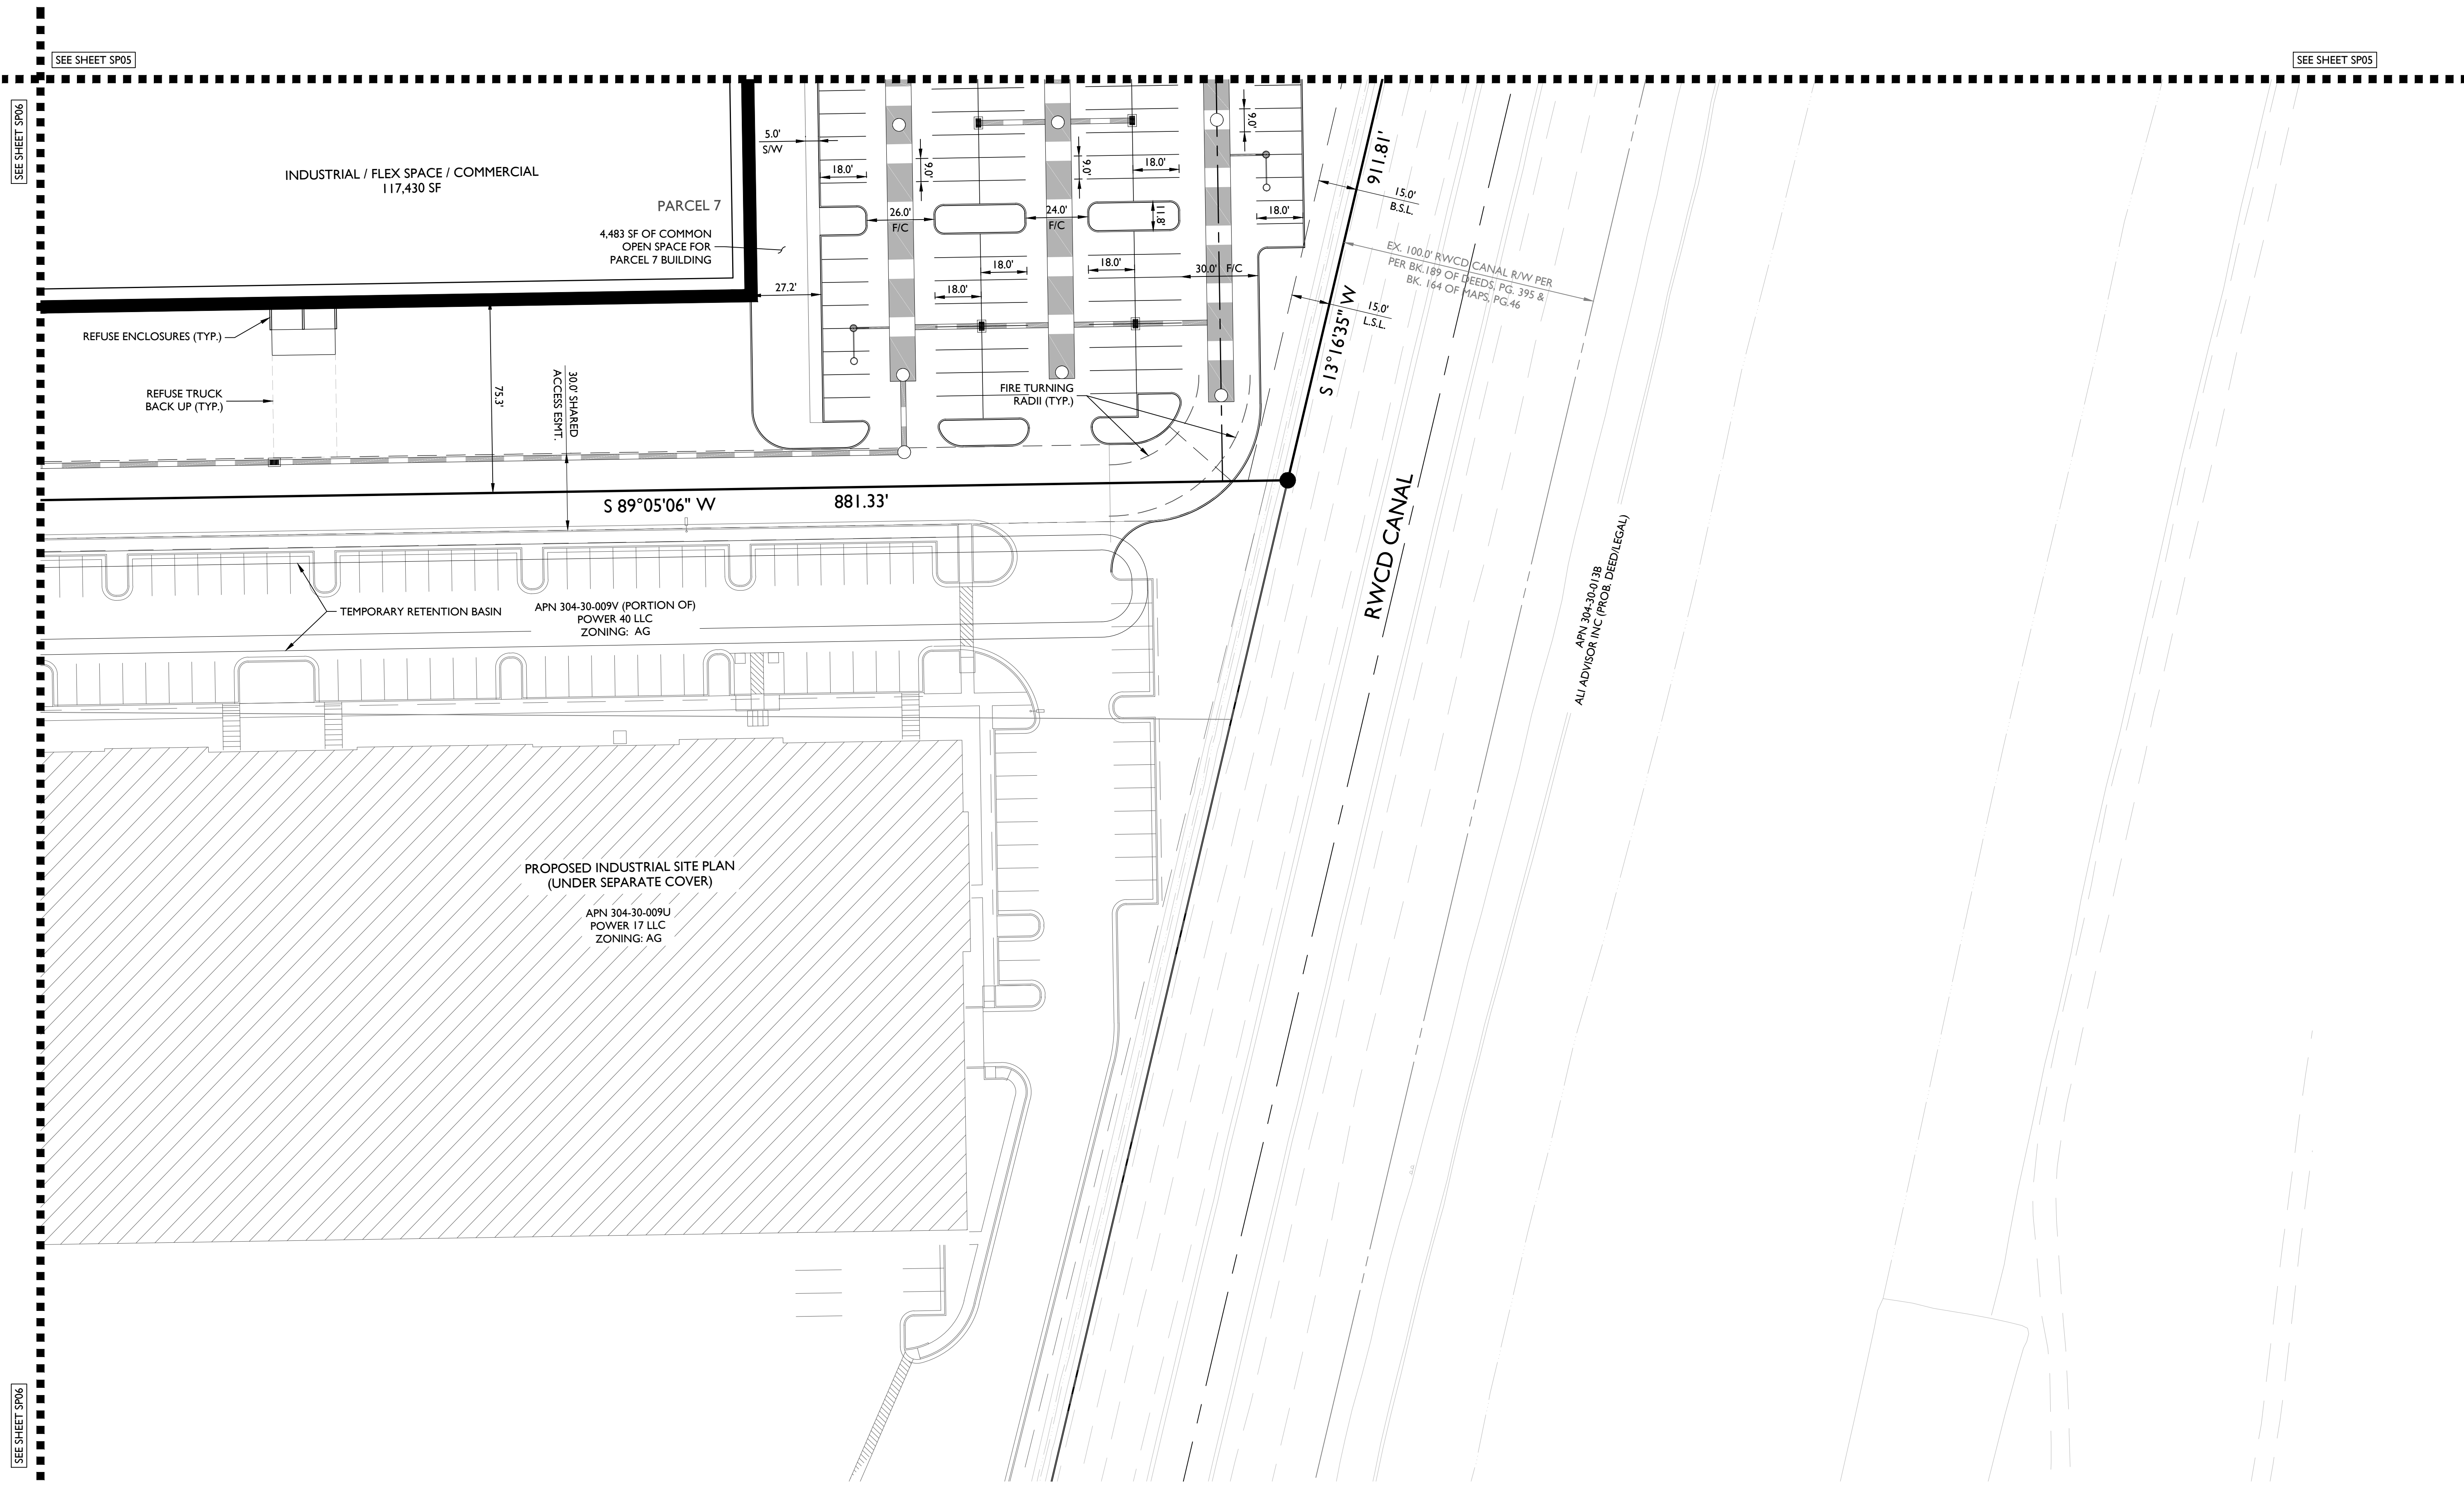 SEE SHEET SP05
SEE SHEET SP05
SEE SHEET SP06
INDUSTRIAL / FLEX SPACE / COMMERCIAL
117,430 SF
PARCEL 7
4,483 SF OF COMMON
OPEN SPACE FOR
PARCEL 7 BUILDING
5.0'
S/W
18.0'
9.0'
9.0'
18.0'
9.0'
26.0'
F/C
24.0'
F/C
11.8'
18.0'
911.81'
15.0'
B.S.L.
EX. 100.0' RWCD CANAL R/W PER
PER BK.189 OF DEEDS, PG. 395 &
BK. 164 OF MAPS, PG.46
18.0'
18.0'
30.0' F/C
27.2'
18.0'
15.0'
L.S.L.
S 13°16'35" W
REFUSE ENCLOSURES (TYP.)
REFUSE TRUCK
BACK UP (TYP.)
75.3'
30.0' SHARED
ACCESS ESMT.
FIRE TURNING
RADII (TYP.)
S 89°05'06" W 881.33'
RWCD CANAL
APN 304-30-013B
ALI ADVISOR INC (PROB. DEED/LEGAL)
TEMPORARY RETENTION BASIN
APN 304-30-009V (PORTION OF)
POWER 40 LLC
ZONING: AG
PROPOSED INDUSTRIAL SITE PLAN
(UNDER SEPARATE COVER)
APN 304-30-009U
POWER 17 LLC
ZONING: AG
SEE SHEET SP06